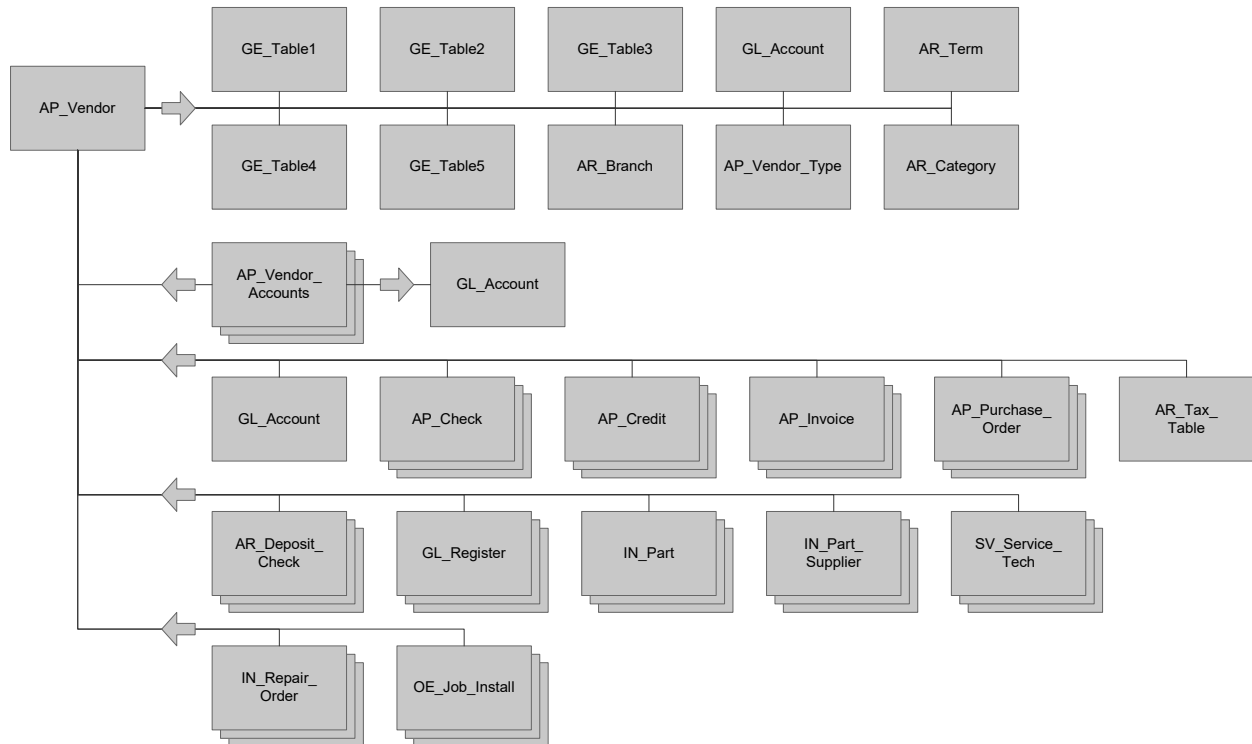 GE_Table1
GE_Table2
GE_Table3
GL_Account
AR_Term
AP_Vendor
GE_Table4
GE_Table5
AR_Branch
AP_Vendor_Type
AR_Category
AP_Vendor_
Accounts
GL_Account
GL_Account
AP_Check
AP_Credit
AP_Invoice
AP_Purchase_
Order
AR_Tax_
Table
AR_Deposit_
Check
GL_Register
IN_Part
IN_Part_
Supplier
SV_Service_
Tech
IN_Repair_
Order
OE_Job_Install